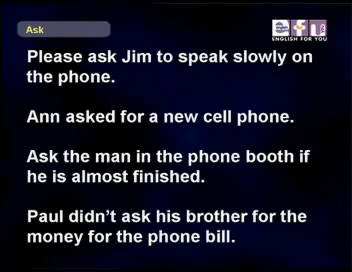 Ask
efu
ENGLISH FOR YOU
Please ask Jim to speak slowly on
the phone.
Ann asked for a new cell phone.
Ask the man in the phone booth if
he is almost finished.
Paul didn't ask his brother for the
money for the phone bill.